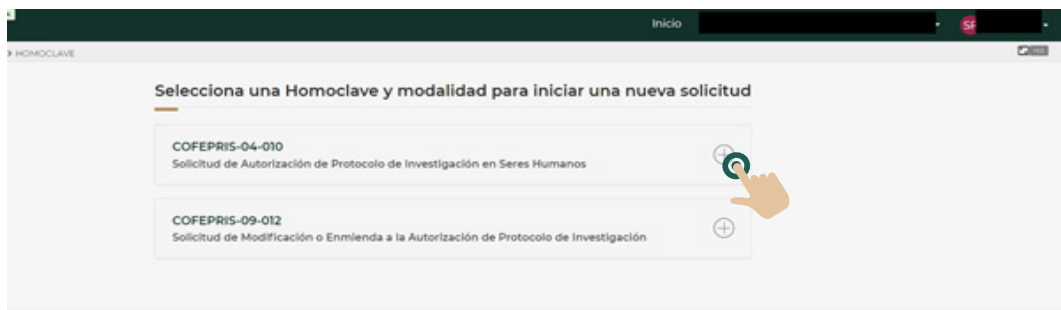 Inicio
SF
HOMOCLAVE
Selecciona una Homoclave y modalidad para iniciar una nueva solicitud
COFEPRIS-04-010
Solicitud de Autorización de Protocolo de Investigación en Seres Humanos
COFEPRIS-09-012
Solicitud de Modificación o Enmienda a la Autorización de Protocolo de Investigación